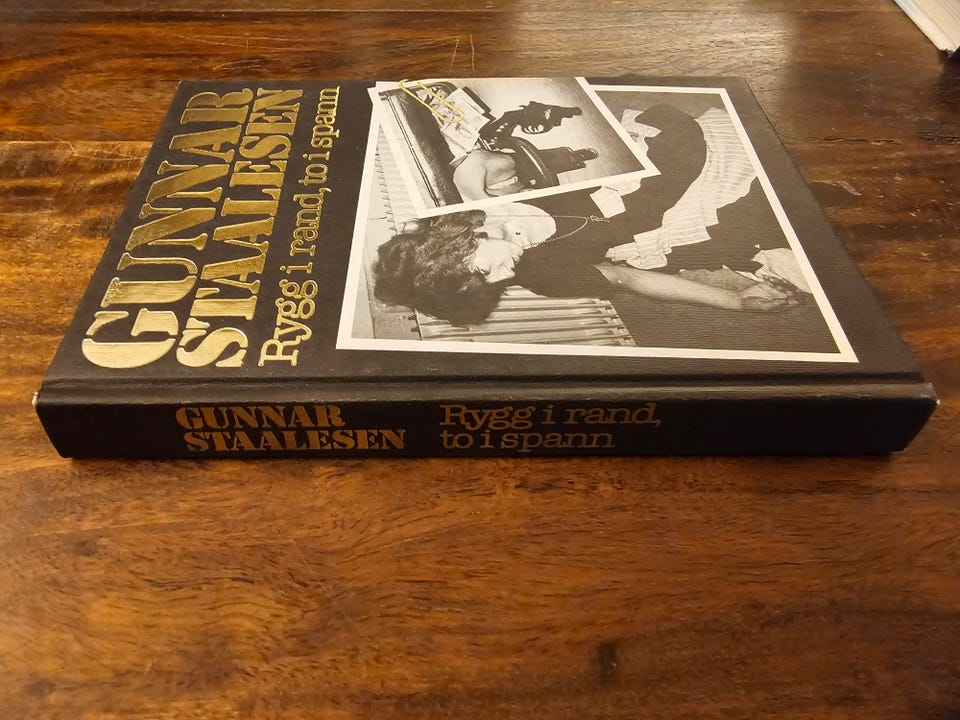 GUNNAR
STAALESEN
Rygg i rand, to i spann
GUNNAR
STAALESEN
Rygg i rand,
to i spann